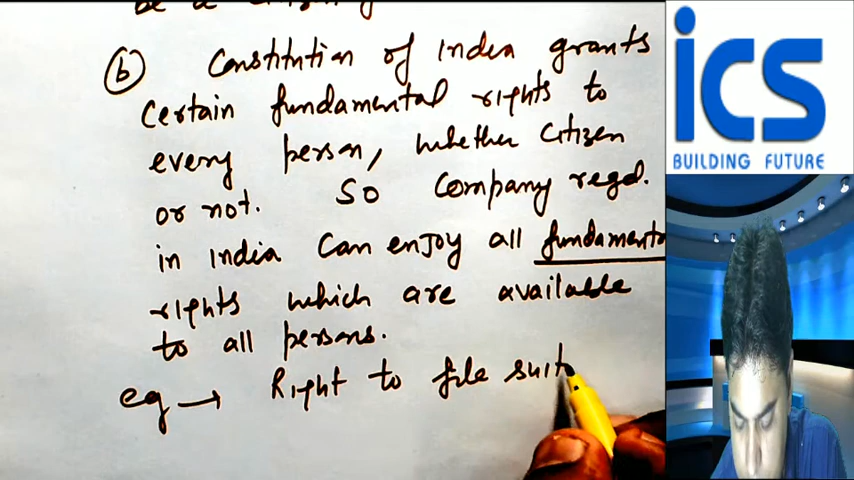 be a citizen
(b) Constitution of India grants
certain fundamental rights to
every person, whether citizen
or not. So Company regd.
in India can enjoy all fundamenta
rights which are available
to all persons.
eg → Right to file suit
ics
BUILDING FUTURE